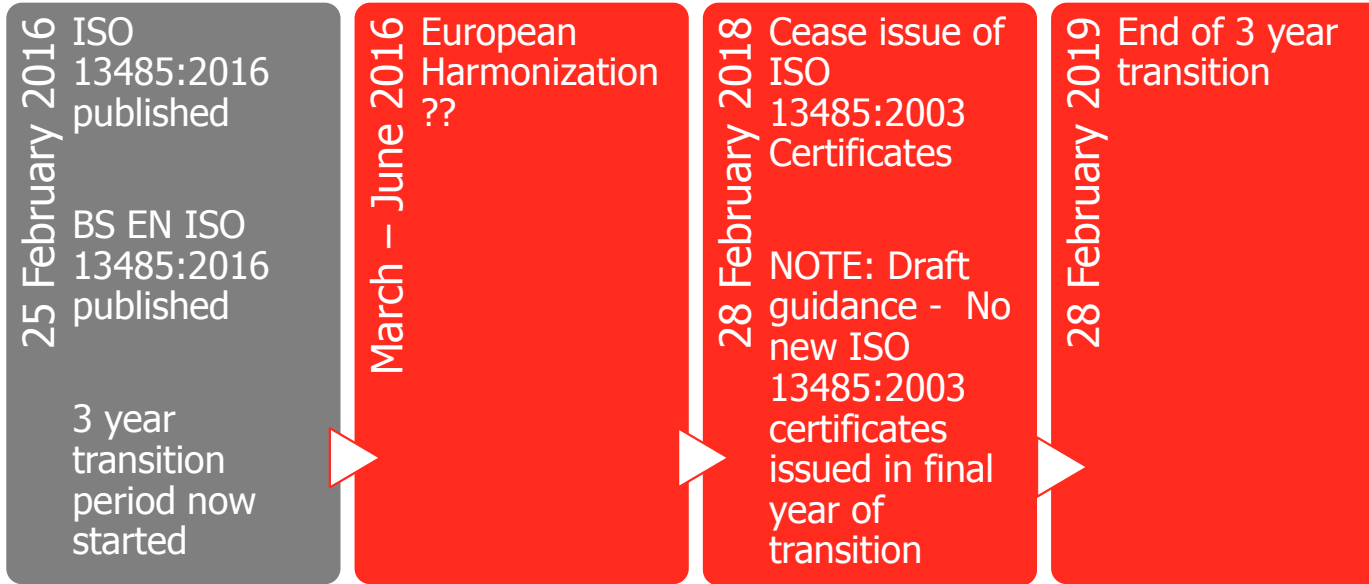 25 February 2016
ISO
13485:2016
published
BS EN ISO
13485:2016
published
3 year
transition
period now
started
March – June 2016
European
Harmonization
??
28 February 2018
Cease issue of
ISO
13485:2003
Certificates
NOTE: Draft
guidance - No
new ISO
13485:2003
certificates
issued in final
year of
transition
28 February 2019
End of 3 year
transition